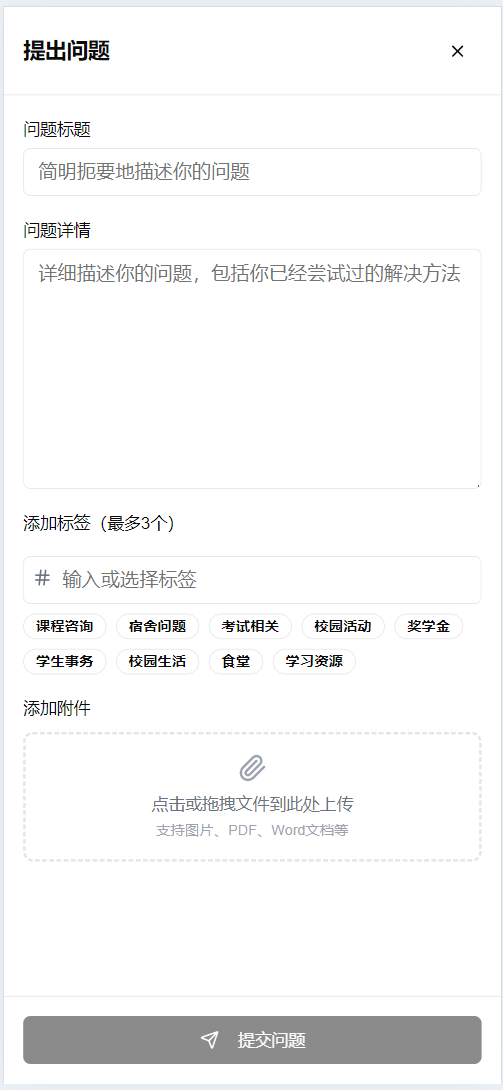 提出问题
问题标题
简明扼要地描述你的问题
问题详情
详细描述你的问题，包括你已经尝试过的解决方法
添加标签（最多3个）
# 输入或选择标签
课程咨询 宿舍问题 考试相关 校园活动 奖学金
学生事务 校园生活 食堂 学习资源
添加附件
点击或拖拽文件到此处上传
支持图片、PDF、Word文档等
提交问题